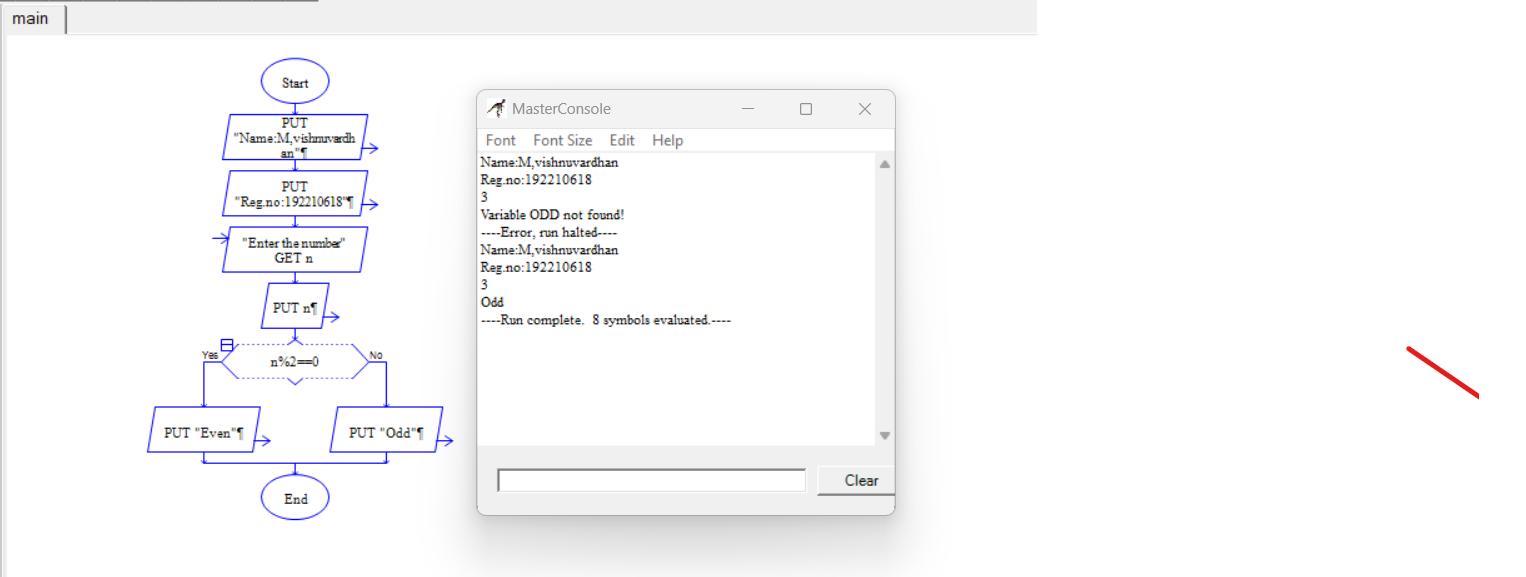 main
Start
PUT
"Name:M,vishnuvardh
an"¶
PUT
"Reg.no:192210618"¶
"Enter the number"
GET n
PUT n¶
Yes
n%2==0
No
PUT "Even"¶
PUT "Odd"¶
End
MasterConsole
Font Font Size Edit Help
Name:M,vishnuvardhan
Reg.no:192210618
3
Variable ODD not found!
----Error, run halted----
Name:M,vishnuvardhan
Reg.no:192210618
3
Odd
----Run complete.  8 symbols evaluated.----
Clear